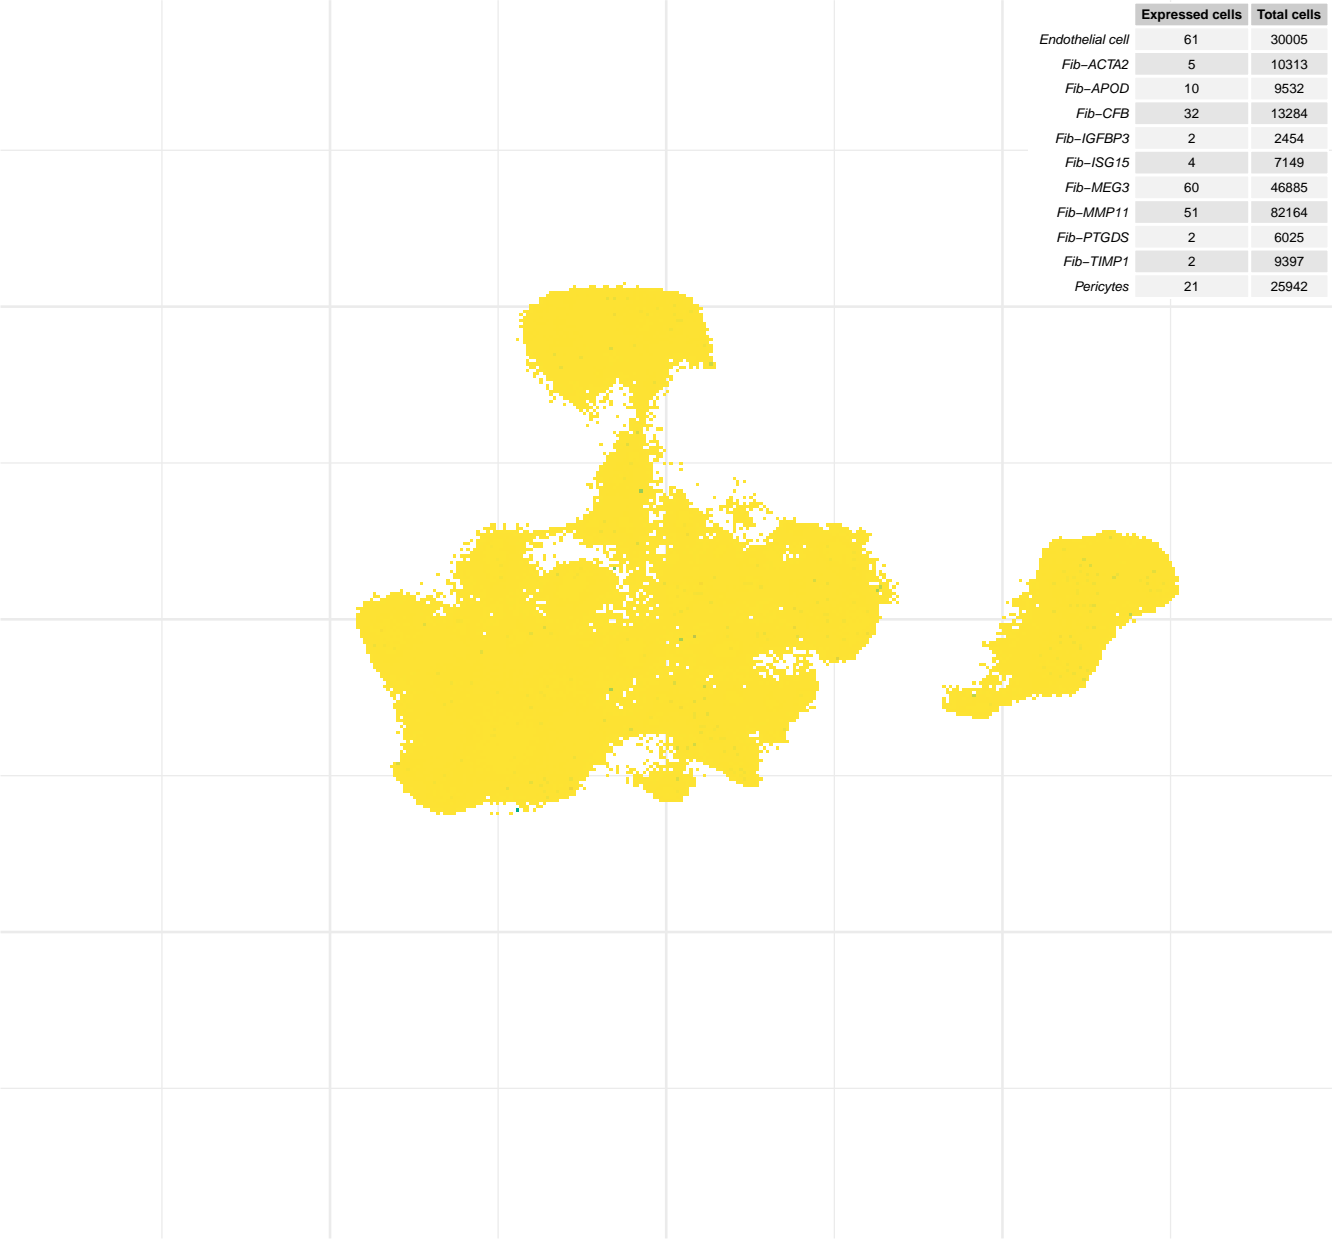 Expressed cells Total cells
Endothelial cell 61 30005
Fib−ACTA2 5 10313
Fib−APOD 10 9532
Fib−CFB 32 13284
Fib−IGFBP3 2 2454
Fib−ISG15 4 7149
Fib−MEG3 60 46885
Fib−MMP11 51 82164
Fib−PTGDS 2 6025
Fib−TIMP1 2 9397
Pericytes 21 25942